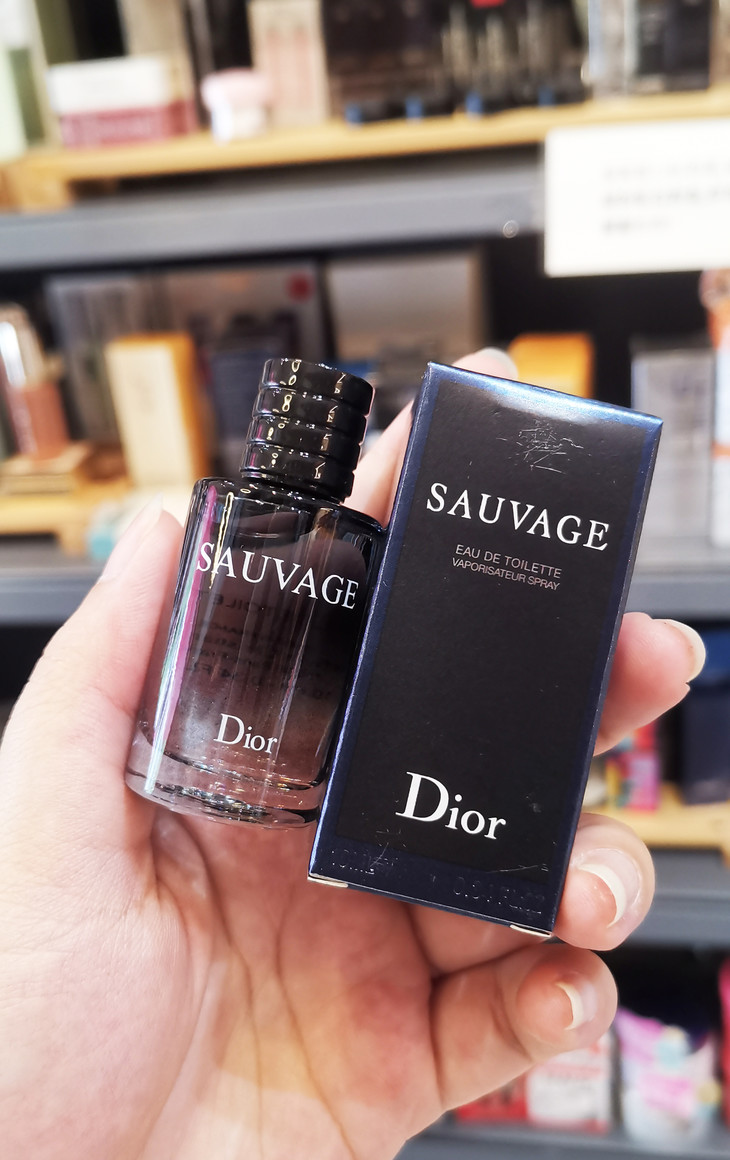 SAUVAGE
Dior
SAUVAGE
EAU DE TOILETTE
VAPORISATEUR SPRAY
Dior